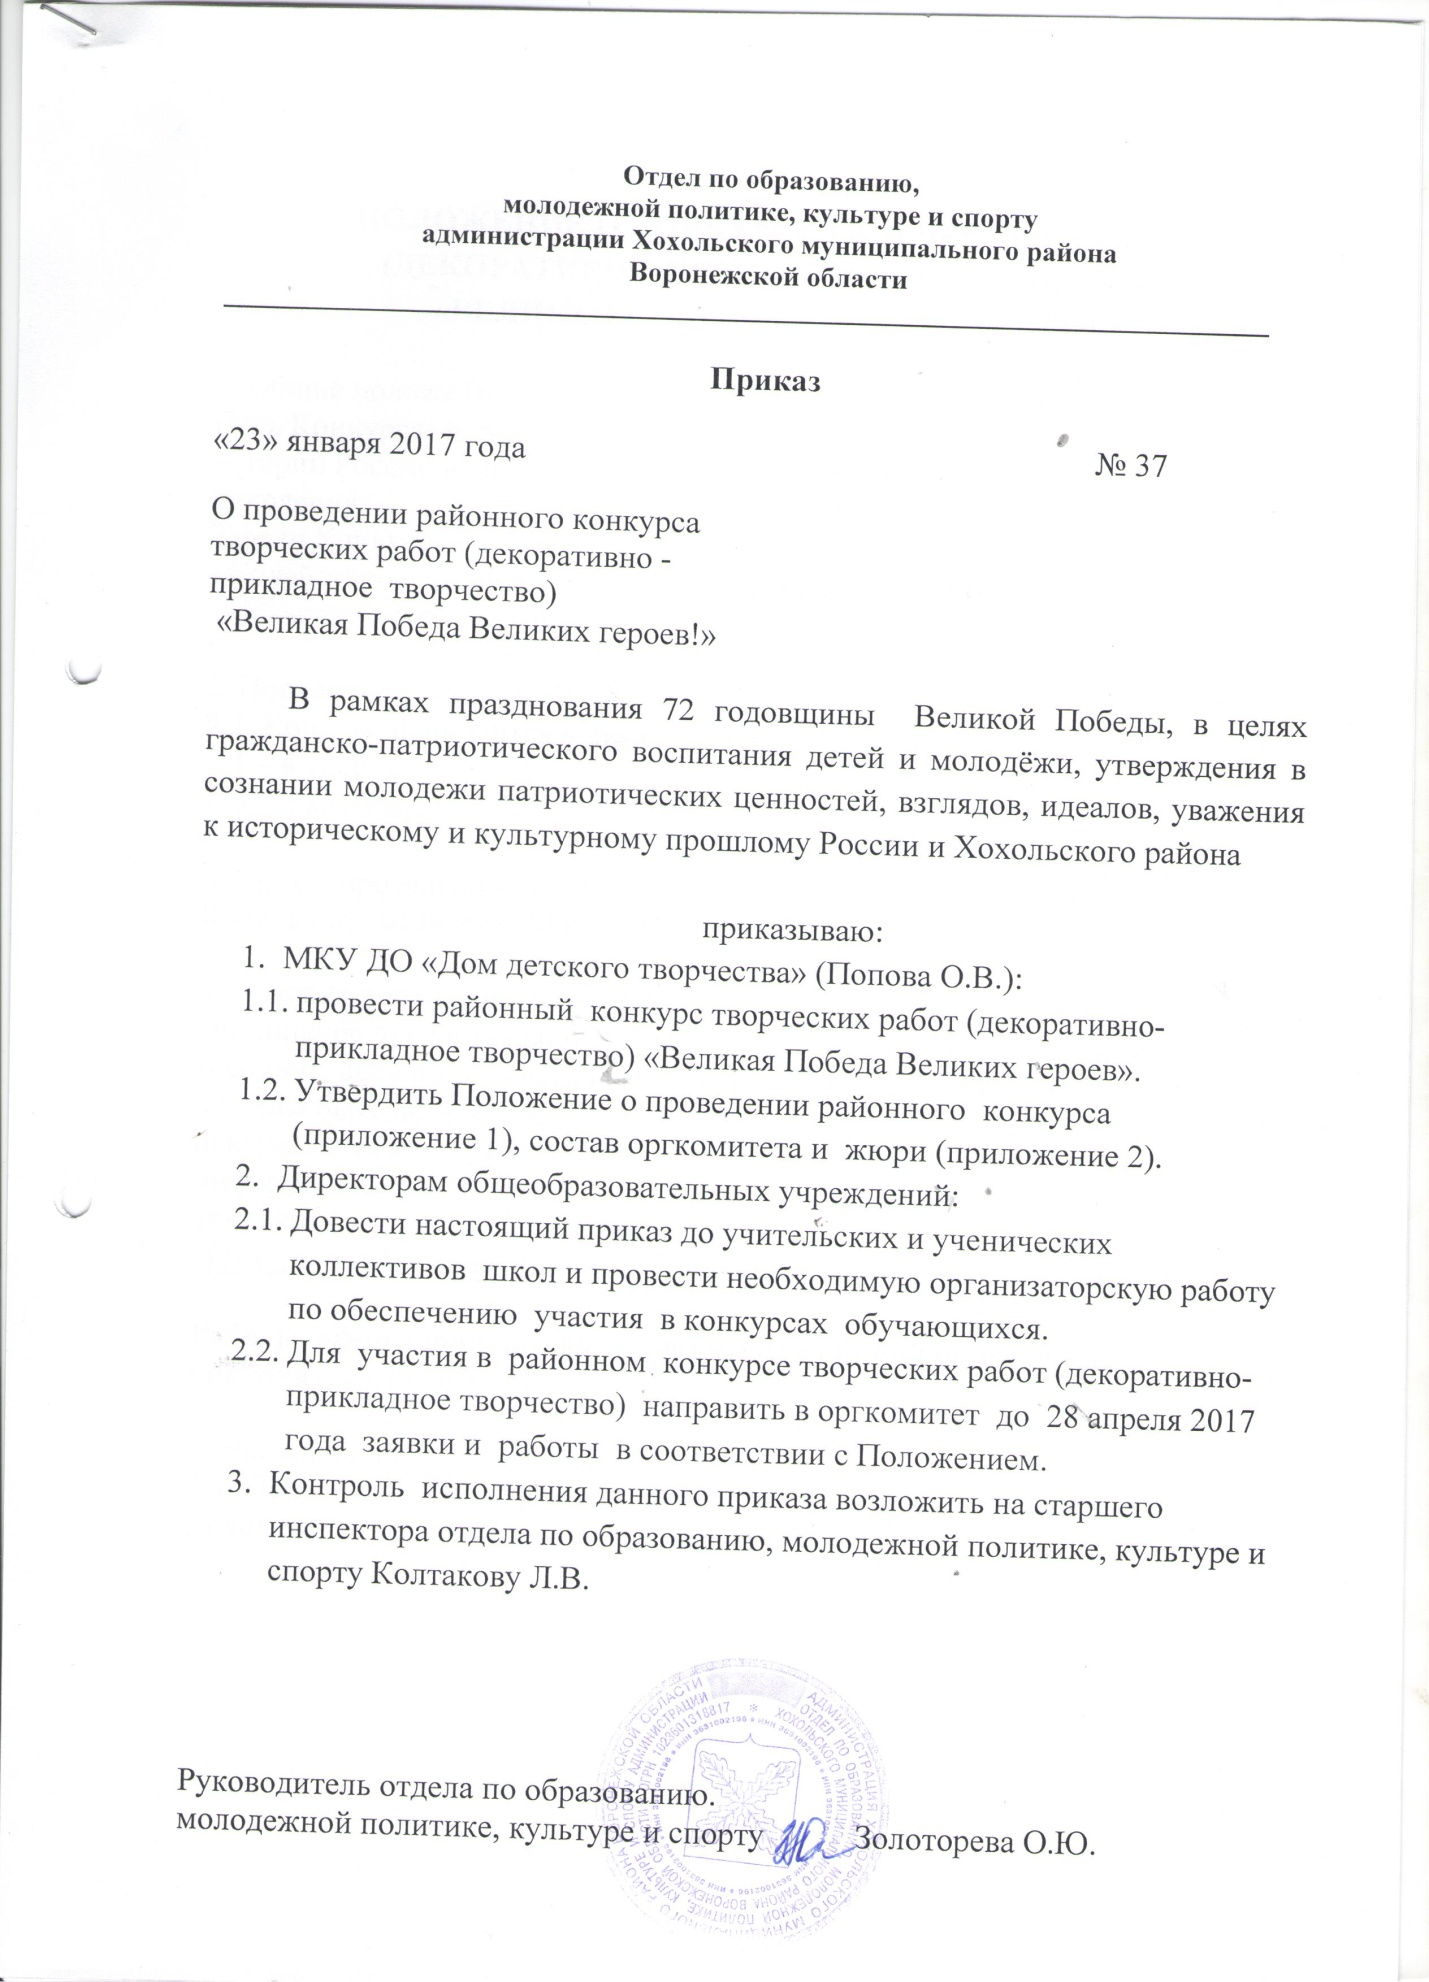 Отдел по образованию,
молодежной политике, культуре и спорту
администрации Хохольского муниципального района
Воронежской области
Приказ
«23» января 2017 года
№ 37
О проведении районного конкурса
творческих работ (декоративно -
прикладное творчество)
«Великая Победа Великих героев!»
В рамках празднования 72 годовщины Великой Победы, в целях
гражданско-патриотического воспитания детей и молодёжи, утверждения в
сознании молодежи патриотических ценностей, взглядов, идеалов, уважения
к историческому и культурному прошлому России и Хохольского района
приказываю:
1. МКУ ДО «Дом детского творчества» (Попова О.В.):
1.1. провести районный конкурс творческих работ (декоративно-
прикладное творчество) «Великая Победа Великих героев».
1.2. Утвердить Положение о проведении районного конкурса
(приложение 1), состав оргкомитета и жюри (приложение 2).
2. Директорам общеобразовательных учреждений:
2.1. Довести настоящий приказ до учительских и ученических
коллективов школ и провести необходимую организаторскую работу
по обеспечению участия в конкурсах обучающихся.
2.2. Для участия в районном конкурсе творческих работ (декоративно-
прикладное творчество) направить в оргкомитет до 28 апреля 2017
года заявки и работы в соответствии с Положением.
3. Контроль исполнения данного приказа возложить на старшего
инспектора отдела по образованию, молодежной политике, культуре и
спорту Колтакову Л.В.
Руководитель отдела по образованию.
молодежной политике, культуре и спорту Золоторева О.Ю.